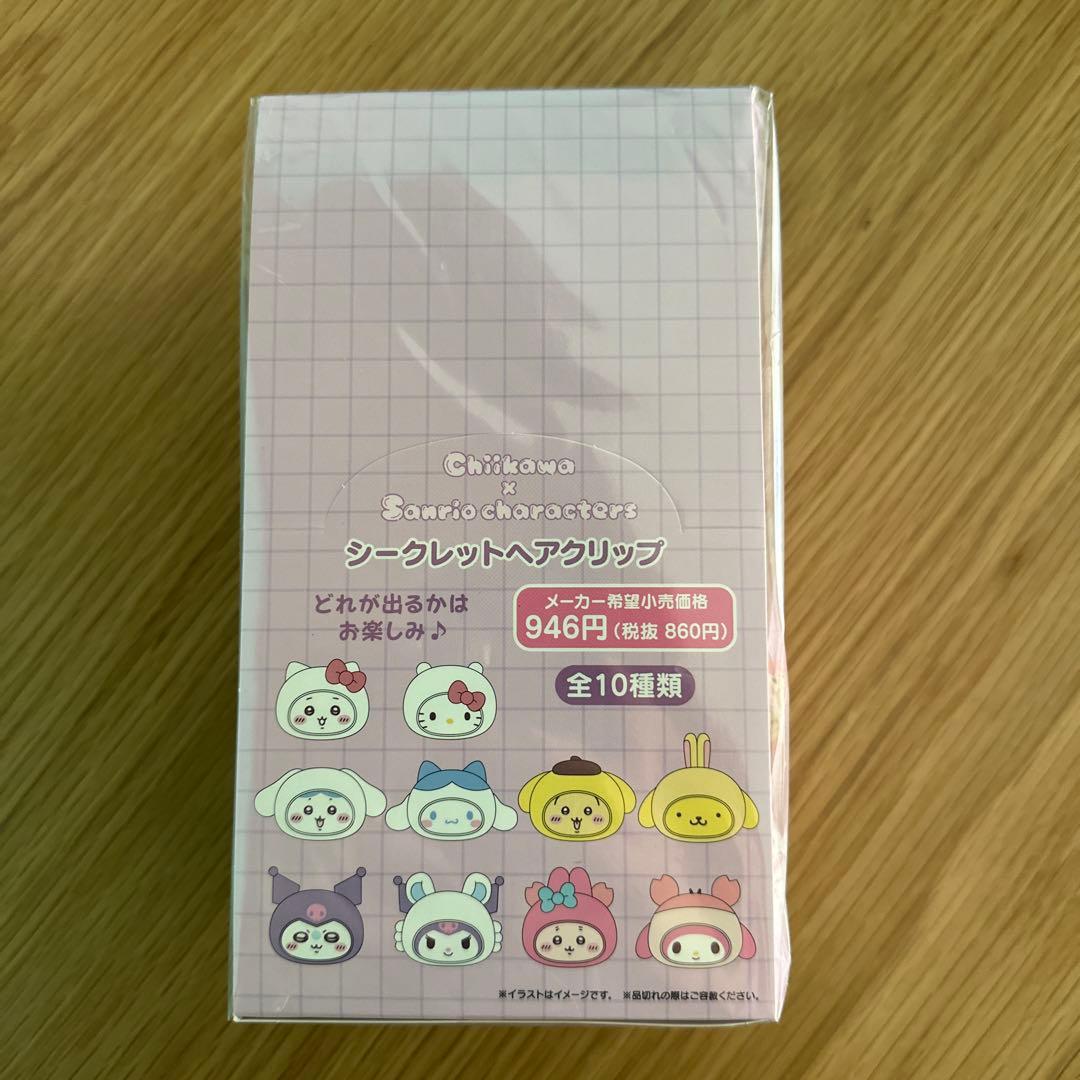 Chiikawa
x
Sanrio characters
シークレットヘアクリップ
どれが出るかは
お楽しみ♪
メーカー希望小売価格
946円(税抜 860円)
全10種類
※イラストはイメージです。 ※品切れの際はご容赦ください。